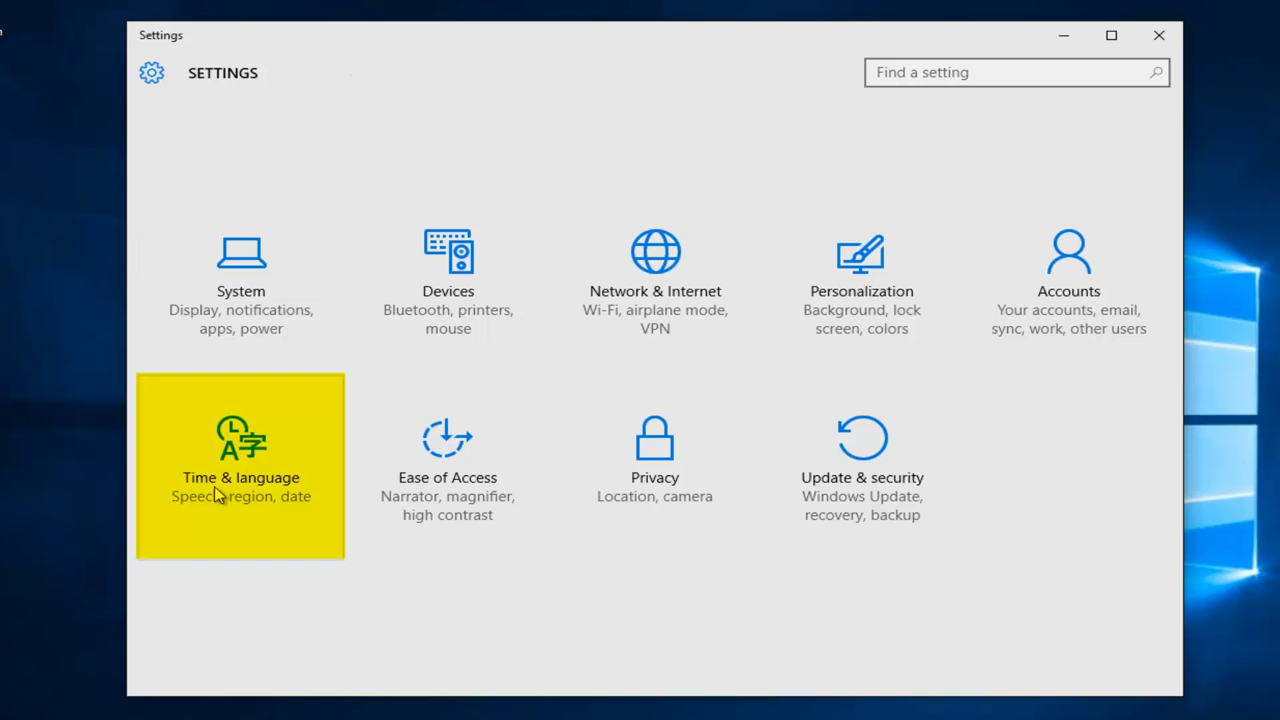 Settings
SETTINGS
Find a setting
System
Display, notifications,
apps, power
Devices
Bluetooth, printers,
mouse
Network & Internet
Wi-Fi, airplane mode,
VPN
Personalization
Background, lock
screen, colors
Accounts
Your accounts, email,
sync, work, other users
Time & language
Speech, region, date
Ease of Access
Narrator, magnifier,
high contrast
Privacy
Location, camera
Update & security
Windows Update,
recovery, backup